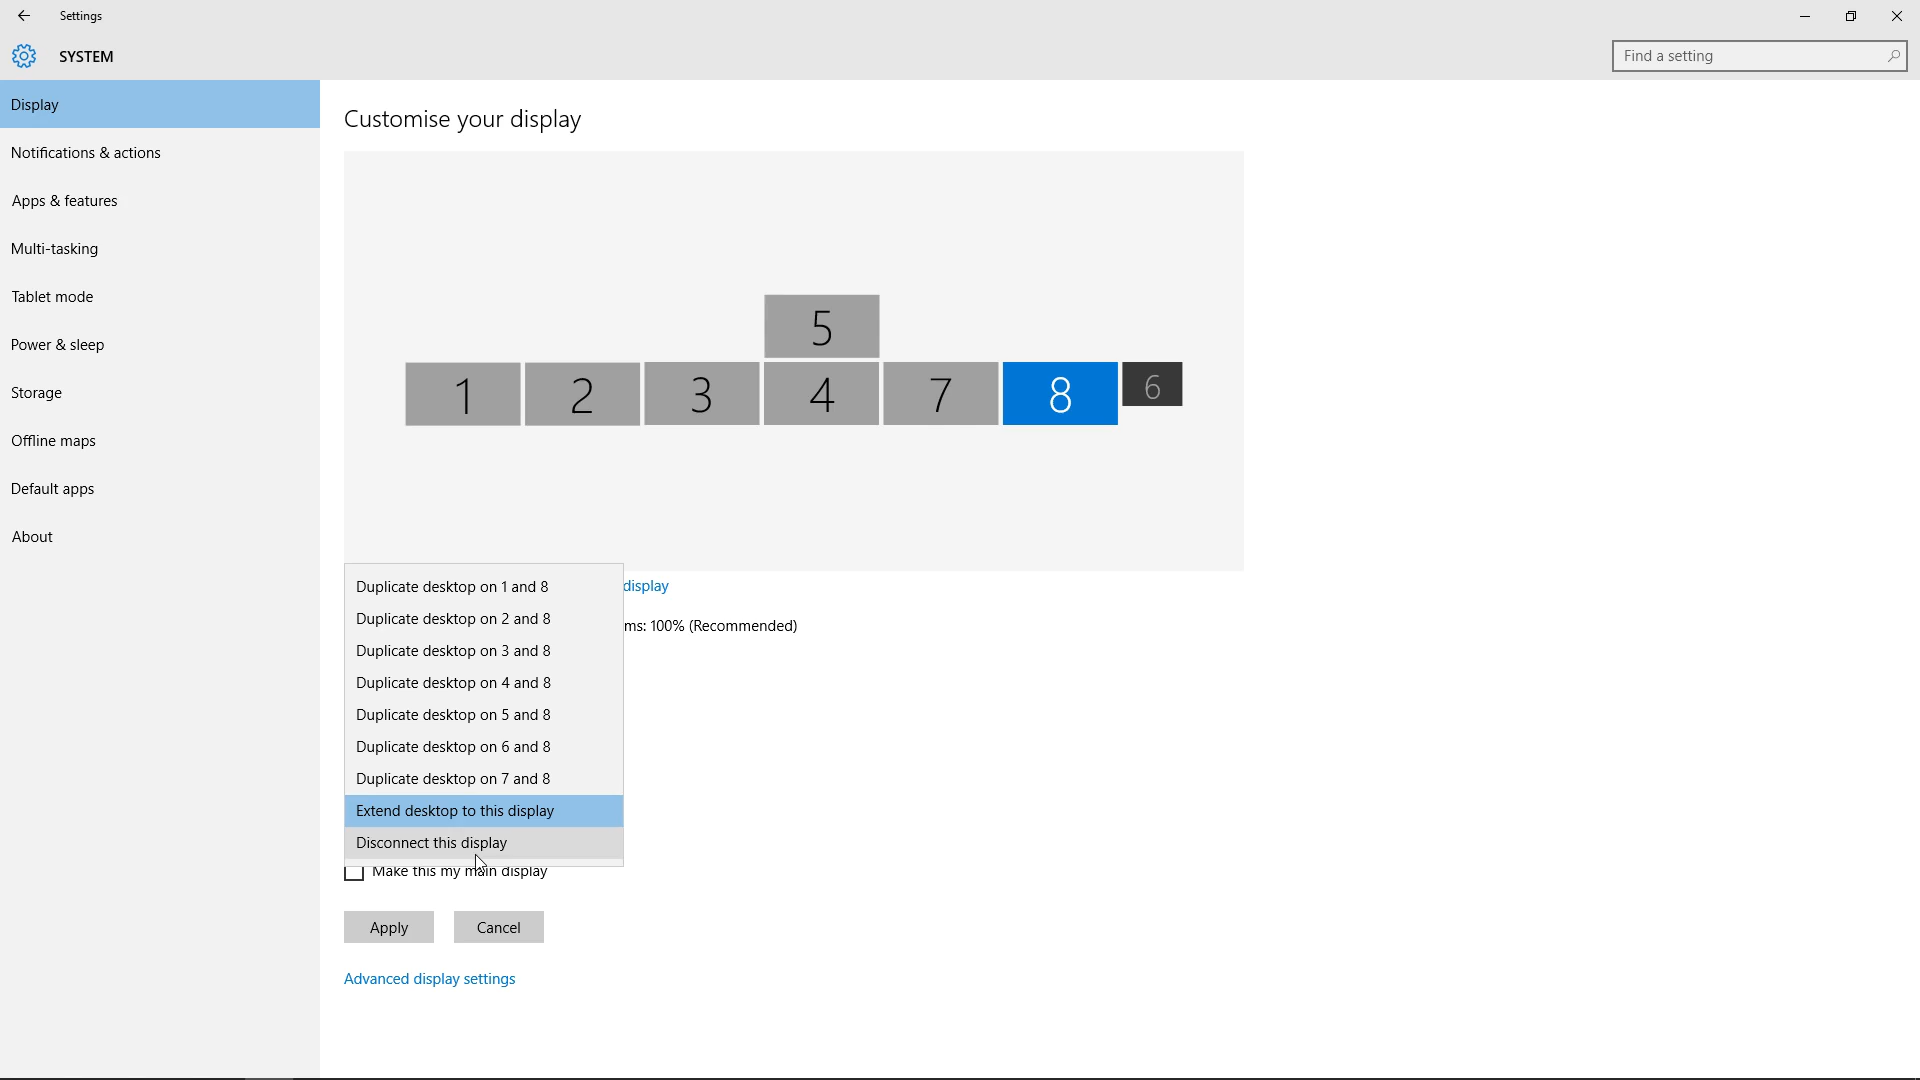 Settings
SYSTEM
Find a setting
Display
Notifications & actions
Apps & features
Multi-tasking
Tablet mode
Power & sleep
Storage
Offline maps
Default apps
About
Customise your display
5
1 2 3 4 7 8 6
display
ms: 100% (Recommended)
Duplicate desktop on 1 and 8
Duplicate desktop on 2 and 8
Duplicate desktop on 3 and 8
Duplicate desktop on 4 and 8
Duplicate desktop on 5 and 8
Duplicate desktop on 6 and 8
Duplicate desktop on 7 and 8
Extend desktop to this display
Disconnect this display
Make this my main display
Apply Cancel
Advanced display settings